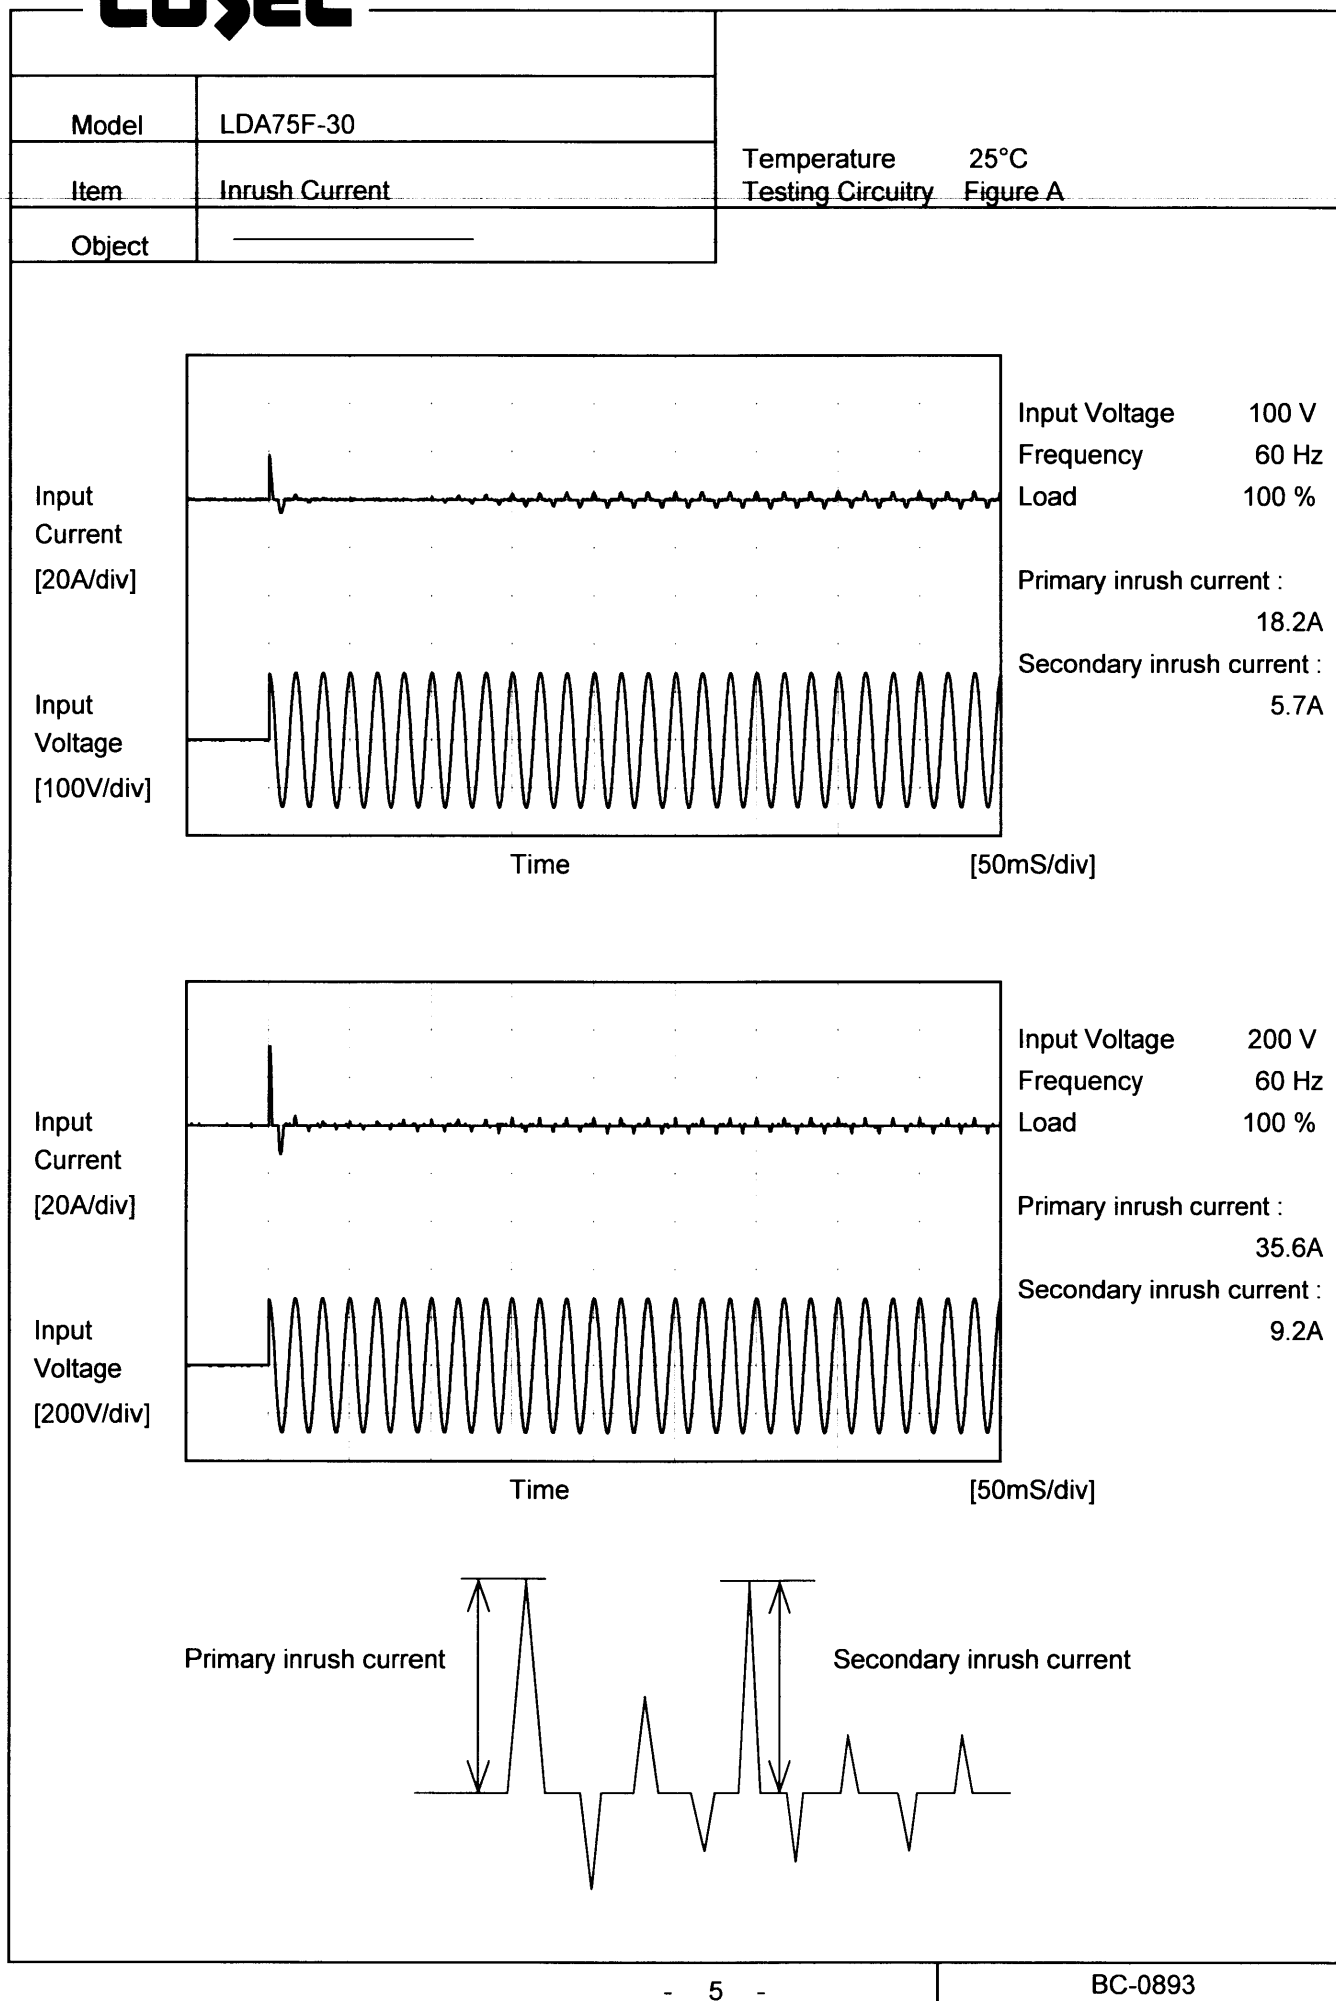 COSEL
Model LDA75F-30
Item Inrush Current
Object
Temperature 25°C
Testing Circuitry Figure A
Input
Current
[20A/div]
Input
Voltage
[100V/div]
Time [50mS/div]
Input Voltage 100 V
Frequency 60 Hz
Load 100 %
Primary inrush current :
18.2A
Secondary inrush current :
5.7A
Input
Current
[20A/div]
Input
Voltage
[200V/div]
Time [50mS/div]
Input Voltage 200 V
Frequency 60 Hz
Load 100 %
Primary inrush current :
35.6A
Secondary inrush current :
9.2A
Primary inrush current
Secondary inrush current
- 5 -
BC-0893